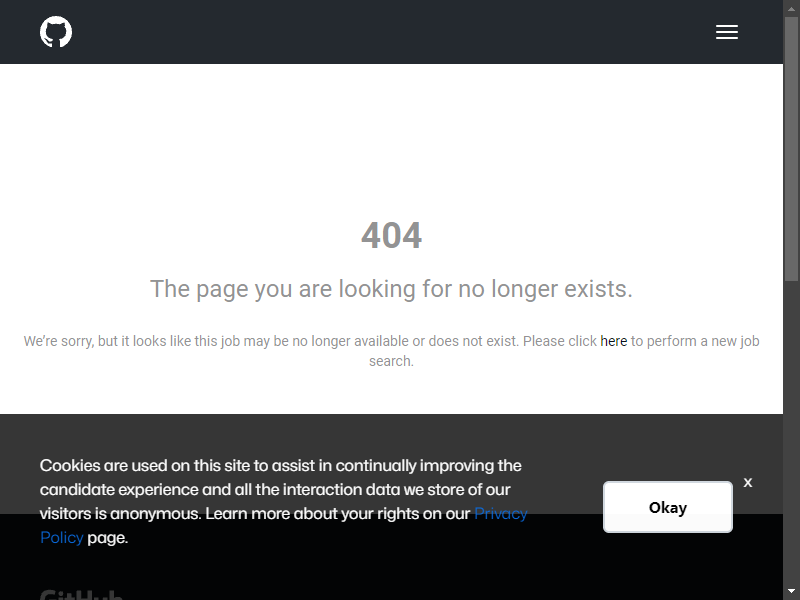 404
The page you are looking for no longer exists.
We're sorry, but it looks like this job may be no longer available or does not exist. Please click here to perform a new job
search.
Cookies are used on this site to assist in continually improving the
candidate experience and all the interaction data we store of our
visitors is anonymous. Learn more about your rights on our Privacy
Policy page.
x
Okay
GitHub